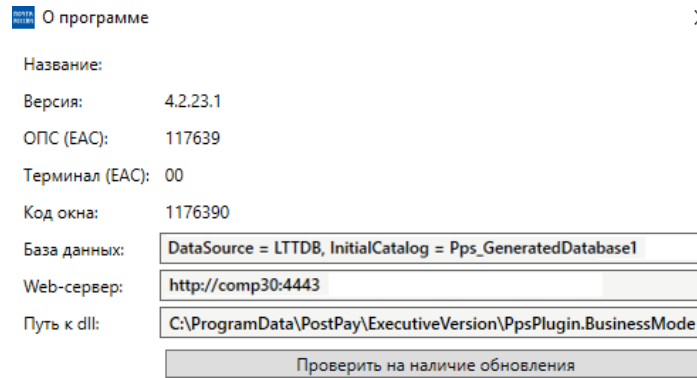 ПОЧТА
РОССИИ
О программе
Название:
Версия: 4.2.23.1
ОПС (ЕАС): 117639
Терминал (ЕАС): 00
Код окна: 1176390
База данных: DataSource = LTTDB, InitialCatalog = Pps_GeneratedDatabase1
Web-сервер: http://comp30:4443
Путь к dll: C:\ProgramData\PostPay\ExecutiveVersion\PpsPlugin.BusinessMode
Проверить на наличие обновления